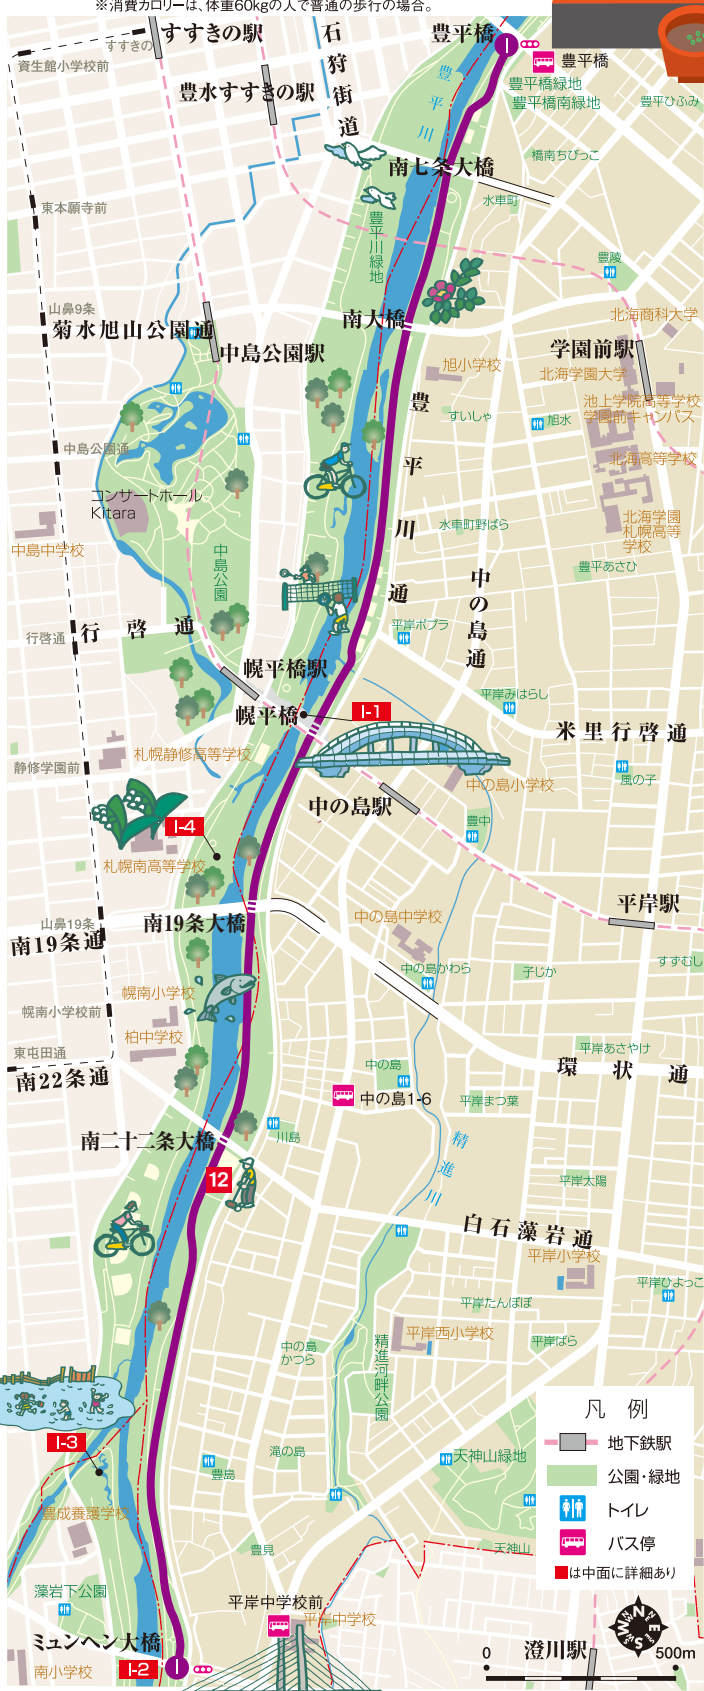 ※消費カロリーは、体重60kgの人で普通の歩行の場合。
すすきの駅
すすきの
資生館小学校前
石狩街道
豊平橋
豊平橋
豊水すすきの駅
豊平川
豊平橋緑地
豊平橋南緑地
豊平ひふみ
南七条大橋
橋南ちびっこ
水車町
東本願寺前
豊平川緑地
豊陵
山鼻9条
菊水旭山公園通
南大橋
北海商科大学
中島公園駅
学園前駅
旭小学校
北海学園大学
池上学院高等学校
学園前キャンパス
豊平川通
すいしゃ
旭水
中島公園通
北海高等学校
コンサートホール
Kitara
中島中学校
水車町野ばら
北海学園
札幌高等
学校
中島公園
豊平あさひ
中の島通
行啓通
行啓通
平岸ポプラ
幌平橋駅
平岸みはらし
幌平橋
I-1
米里行啓通
札幌静修高等学校
静修学園前
風の子
中の島小学校
中の島駅
豊中
I-4
札幌南高等学校
平岸駅
山鼻19条
南19条大橋
中の島中学校
南19条通
すずむし
中の島かわら
子じか
幌南小学校
幌南小学校前
柏中学校
平岸あさやけ
東屯田通
環状通
中の島
南22条通
中の島1-6
平岸まつ葉
南二十二条大橋
川島
精進川
12
平岸太陽
白石藻岩通
平岸小学校
平岸ひよっこ
平岸たんぽぽ
平岸西小学校
平岸ばら
中の島
かつら
精進河畔公園
凡例
地下鉄駅
公園・緑地
トイレ
バス停
■は中面に詳細あり
I-3
滝の島
天神山緑地
豊島
豊成養護学校
豊見
天神山
藻岩下公園
平岸中学校前
平岸中学校
ミュンヘン大橋
I-2
I
南小学校
澄川駅
N
E
S
W
0
500m